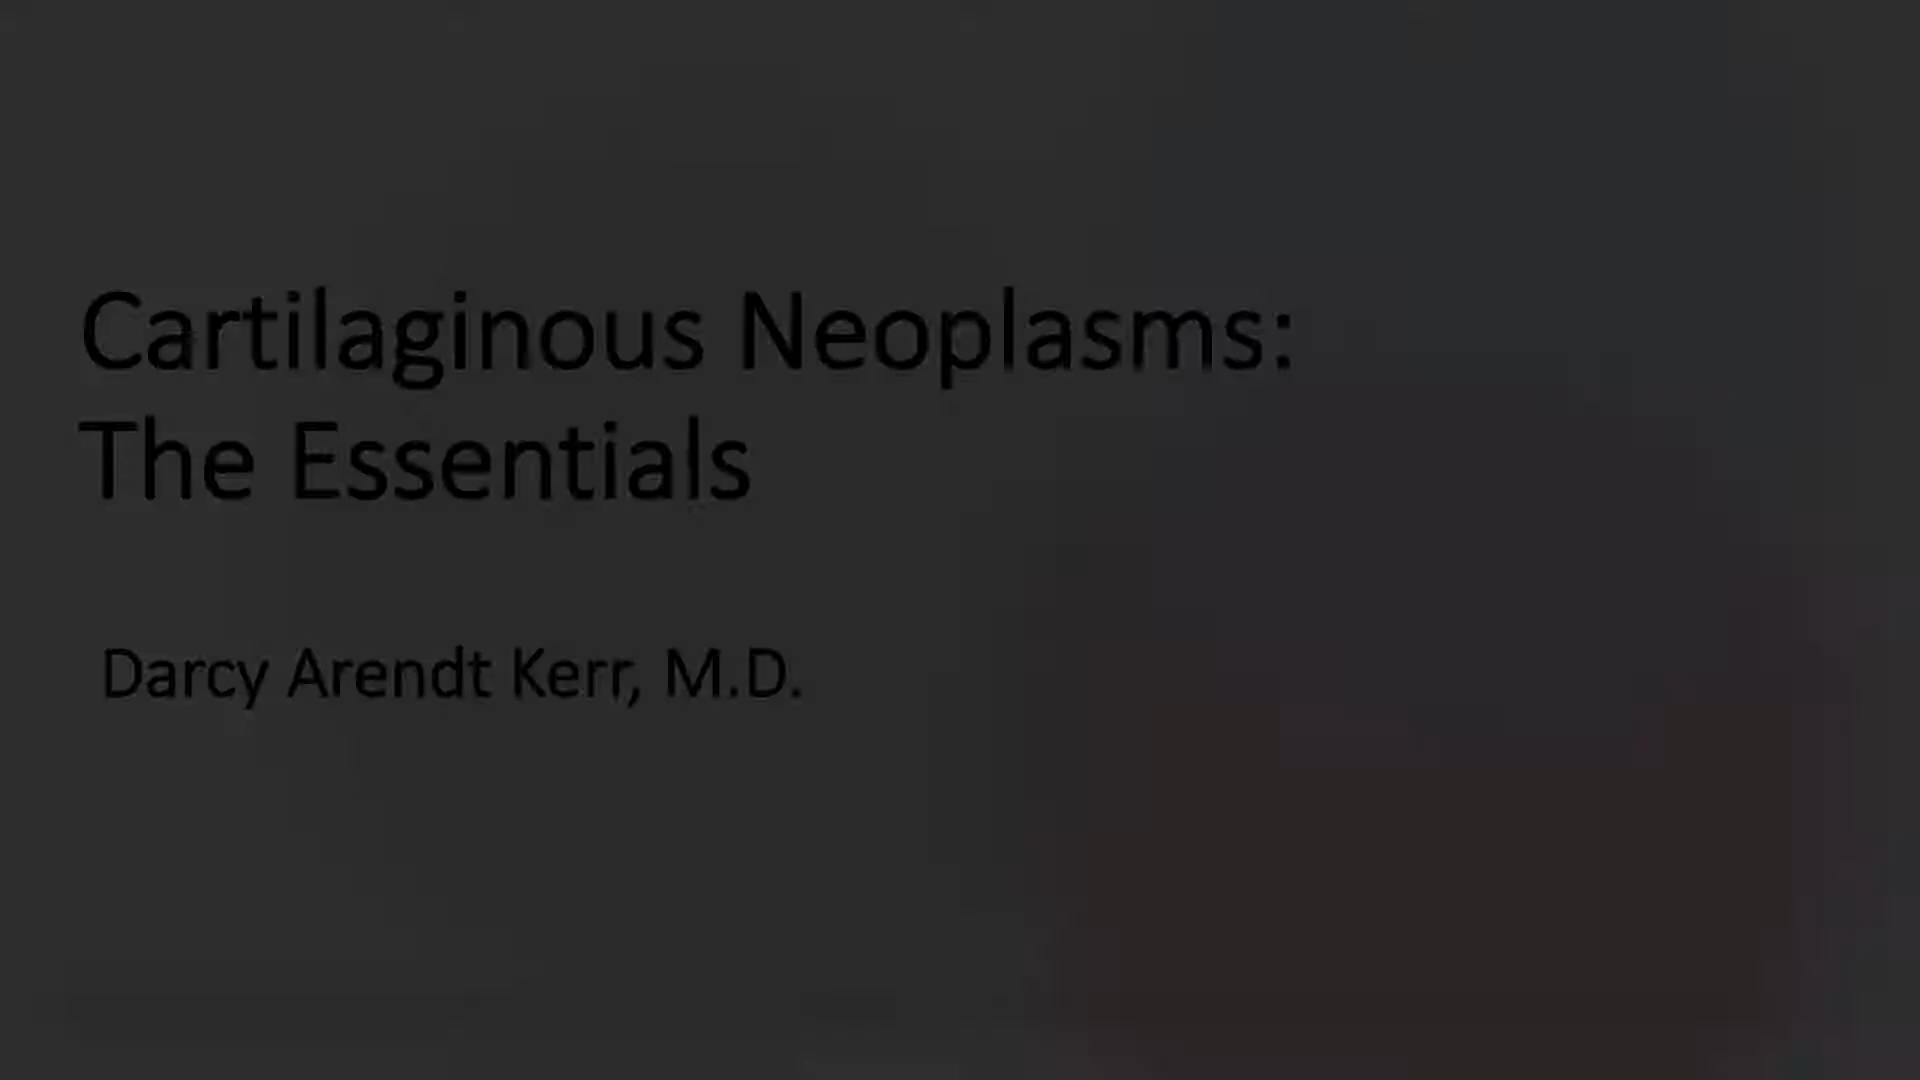 Cartilaginous Neoplasms:
The Essentials
Darcy Arendt Kerr, M.D.